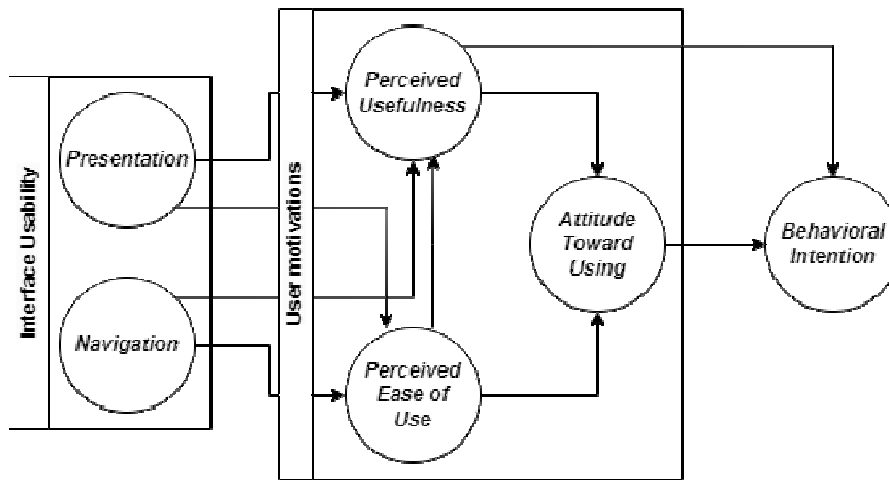 Interface Usability
Presentation
Navigation
User motivations
Perceived
Usefulness
Perceived
Ease of
Use
Attitude
Toward
Using
Behavioral
Intention